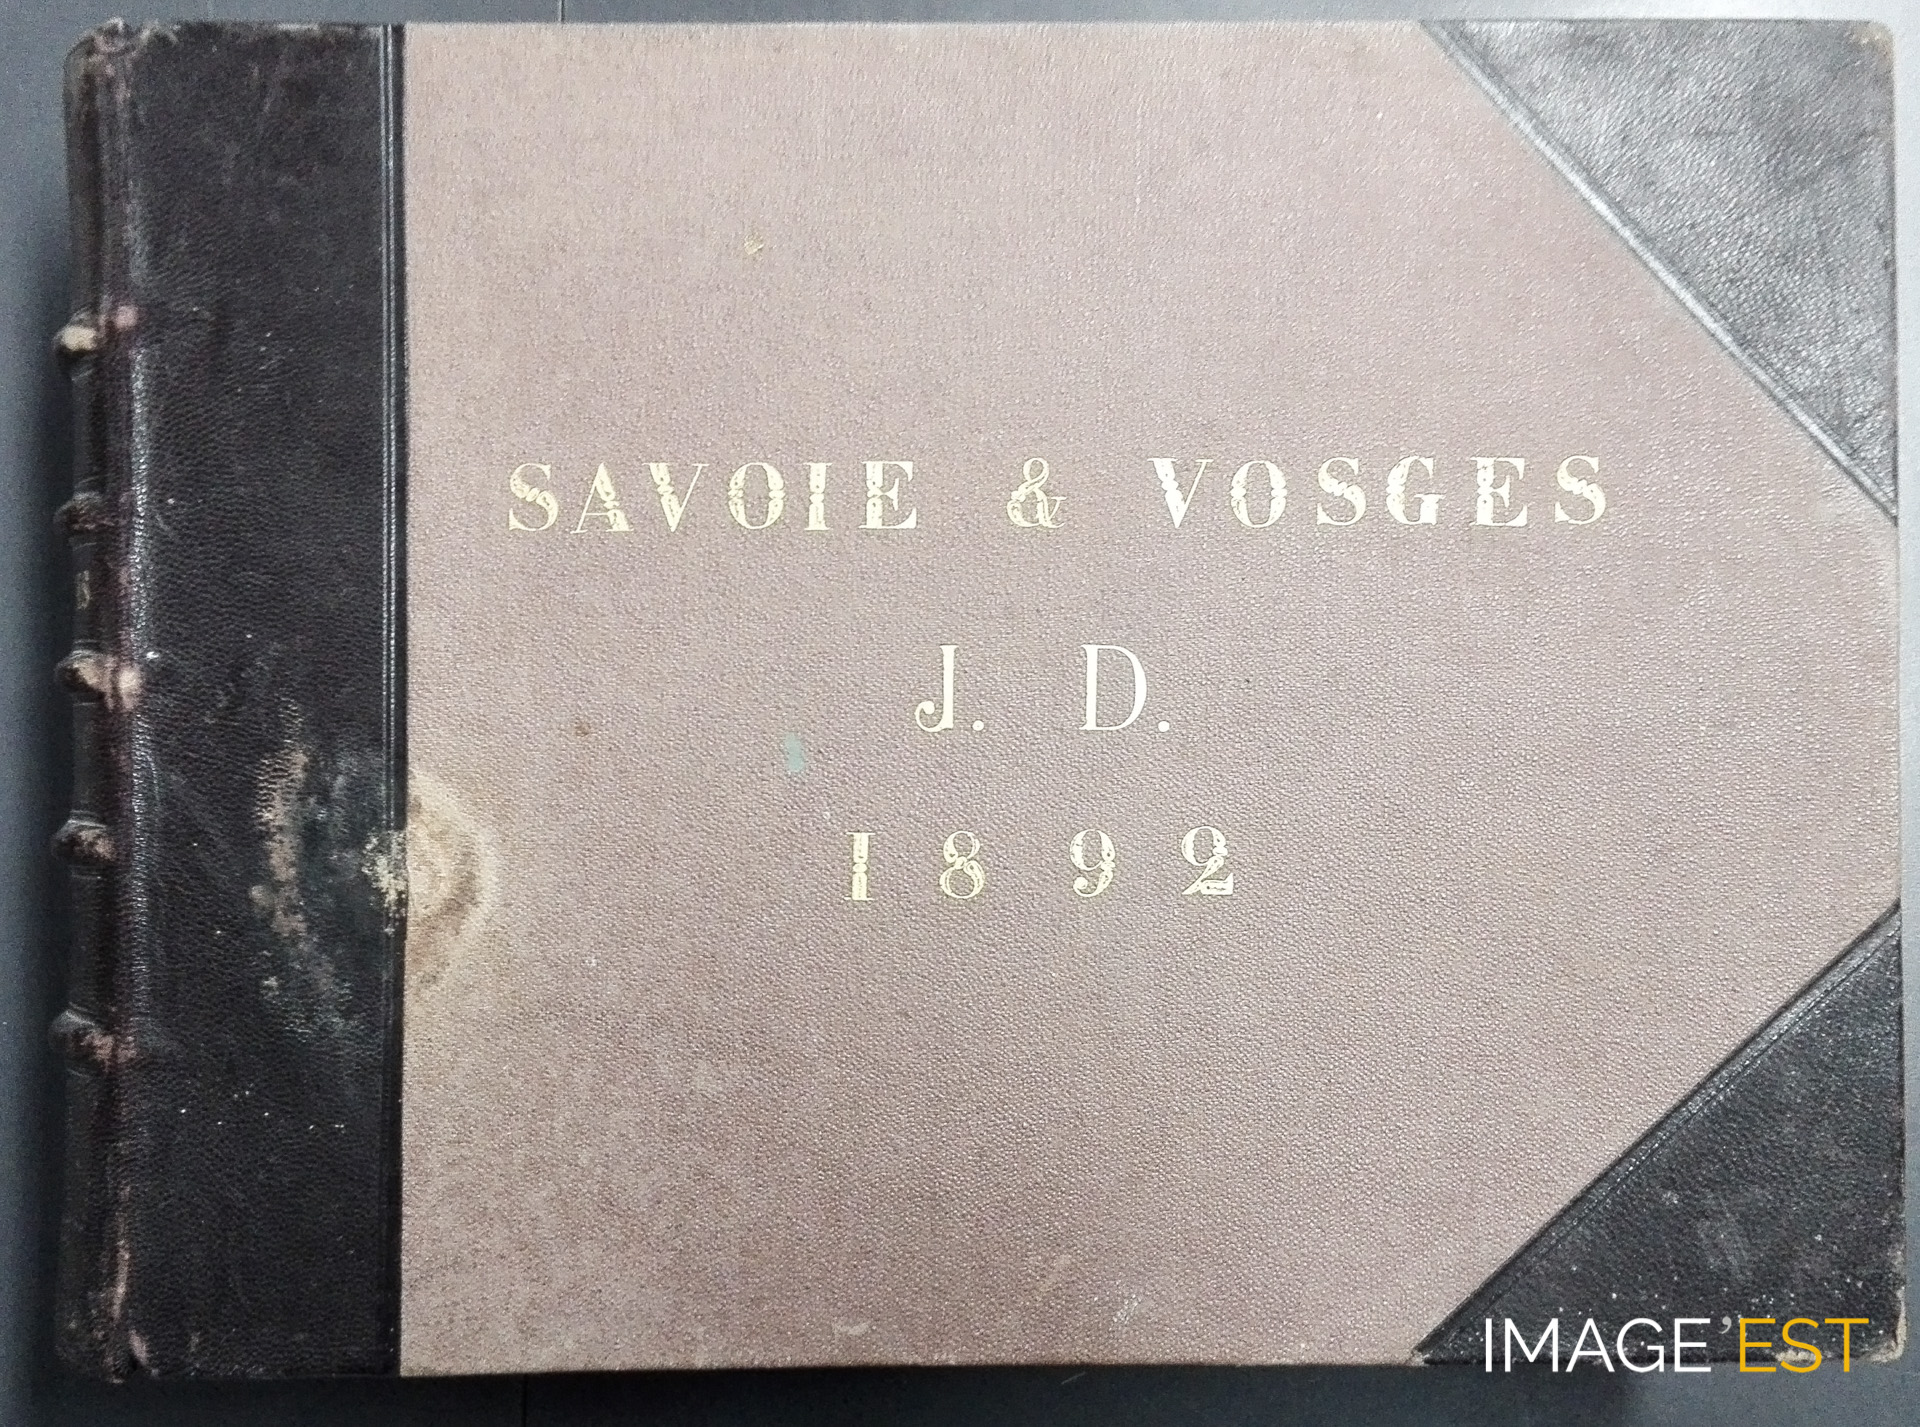 SAVOIE & VOSGES
J. D.
1892
IMAGE'EST